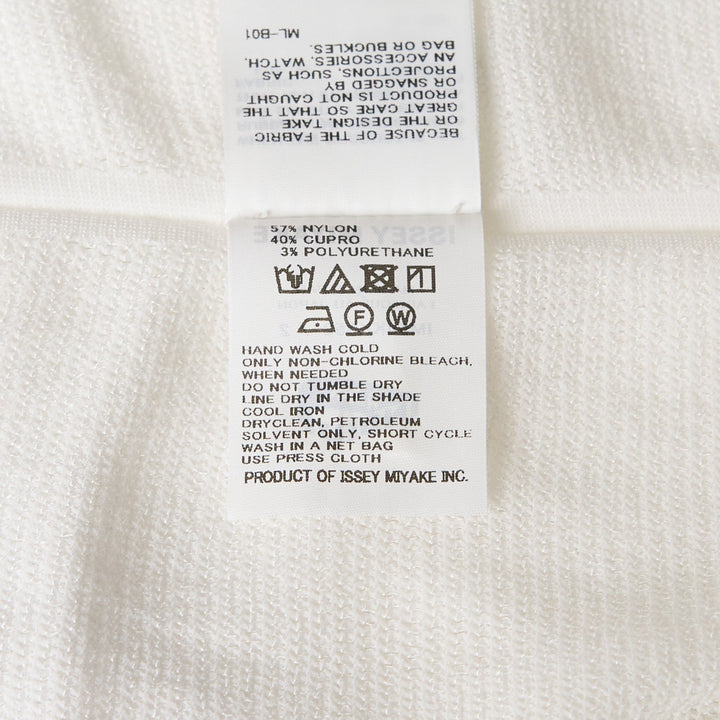 BECAUSE OF THE FABRIC
OR THE DESIGN, TAKE
GREAT CARE SO THAT THE
PRODUCT IS NOT CAUGHT
OR SNAGGED BY
PROJECTIONS, SUCH AS
AN ACCESSORIES, WATCH,
BAG OR BUCKLES.
ML-B01
ISSEY
57% NYLON
40% CUPRO
3% POLYURETHANE
F W
HAND WASH COLD
ONLY NON-CHLORINE BLEACH,
WHEN NEEDED
DO NOT TUMBLE DRY
LINE DRY IN THE SHADE
COOL IRON
DRYCLEAN, PETROLEUM
SOLVENT ONLY, SHORT CYCLE
WASH IN A NET BAG
USE PRESS CLOTH
PRODUCT OF ISSEY MIYAKE INC.